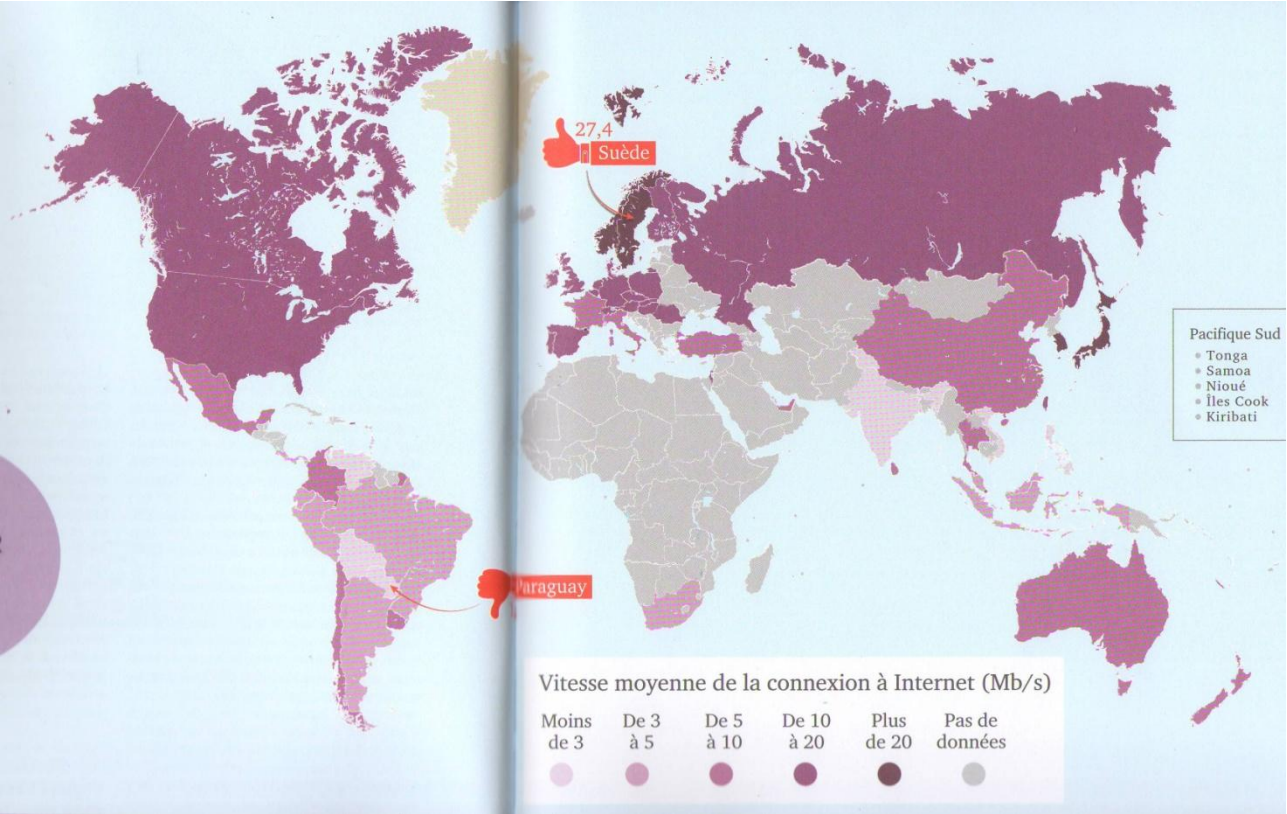 27,4
Suède
Pacifique Sud
Tonga
Samoa
Nioué
Îles Cook
Kiribati
Paraguay
Vitesse moyenne de la connexion à Internet (Mb/s)
Moins de 3
De 3 à 5
De 5 à 10
De 10 à 20
Plus de 20
Pas de données